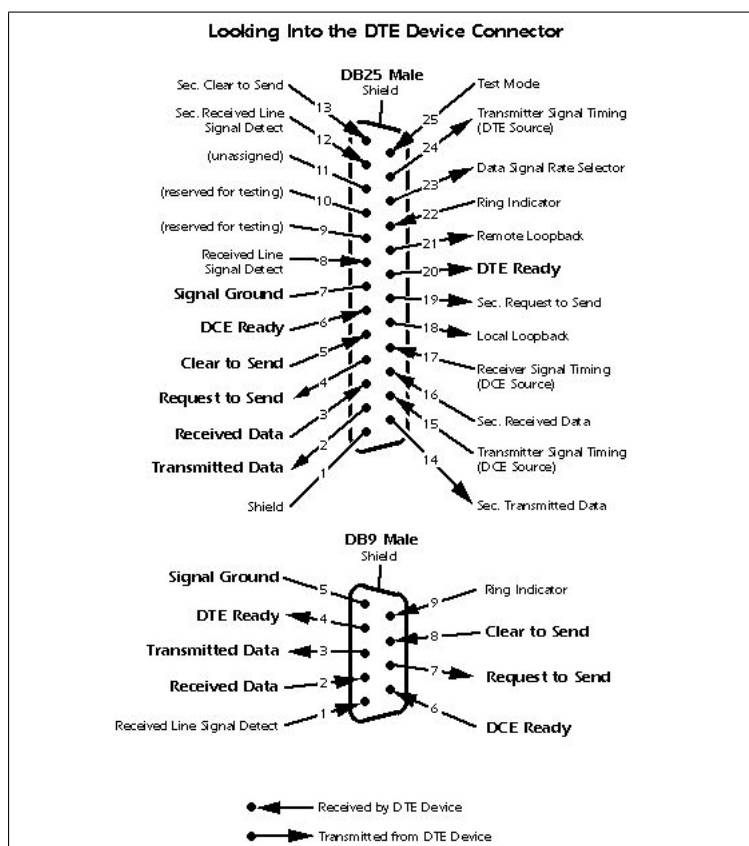 Looking Into the DTE Device Connector
DB25 Male
Shield
Sec. Clear to Send
13
Sec. Received Line
Signal Detect
12
(unassigned)
11
(reserved for testing)
10
(reserved for testing)
9
Received Line
Signal Detect
8
Signal Ground
7
DCE Ready
6
Clear to Send
5
Request to Send
4
Received Data
3
Transmitted Data
2
Shield
1
25
Test Mode
24
Transmitter Signal Timing
(DTE Source)
23
Data Signal Rate Selector
22
Ring Indicator
21
Remote Loopback
20
DTE Ready
19
Sec. Request to Send
18
Local Loopback
17
Receiver Signal Timing
(DCE Source)
16
Sec. Received Data
15
Transmitter Signal Timing
(DCE Source)
14
Sec. Transmitted Data
DB9 Male
Shield
Signal Ground
5
DTE Ready
4
Transmitted Data
3
Received Data
2
Received Line Signal Detect
1
9
Ring Indicator
8
Clear to Send
7
Request to Send
6
DCE Ready
Received by DTE Device
Transmitted from DTE Device